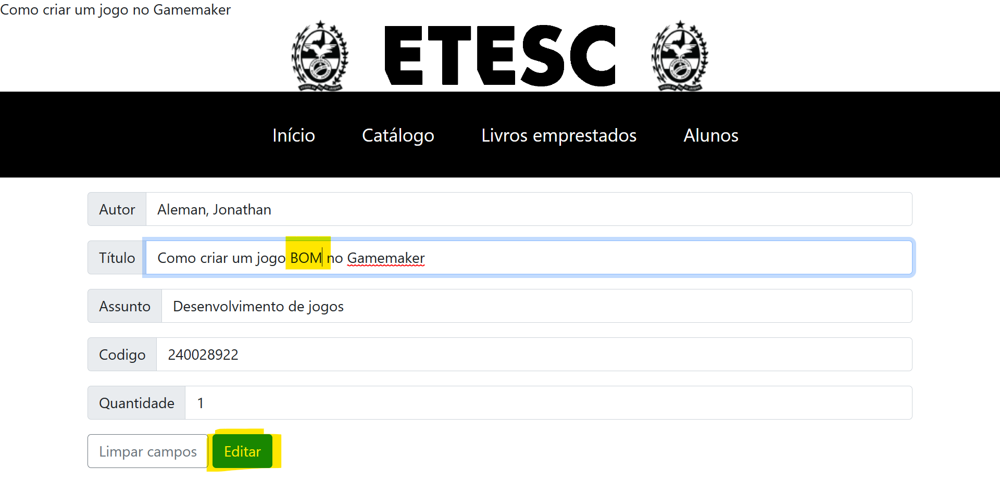 Como criar um jogo no Gamemaker
ETESC
Início Catálogo Livros emprestados Alunos
Autor Aleman, Jonathan
Título Como criar um jogo BOM no Gamemaker
Assunto Desenvolvimento de jogos
Codigo 240028922
Quantidade 1
Limpar campos Editar